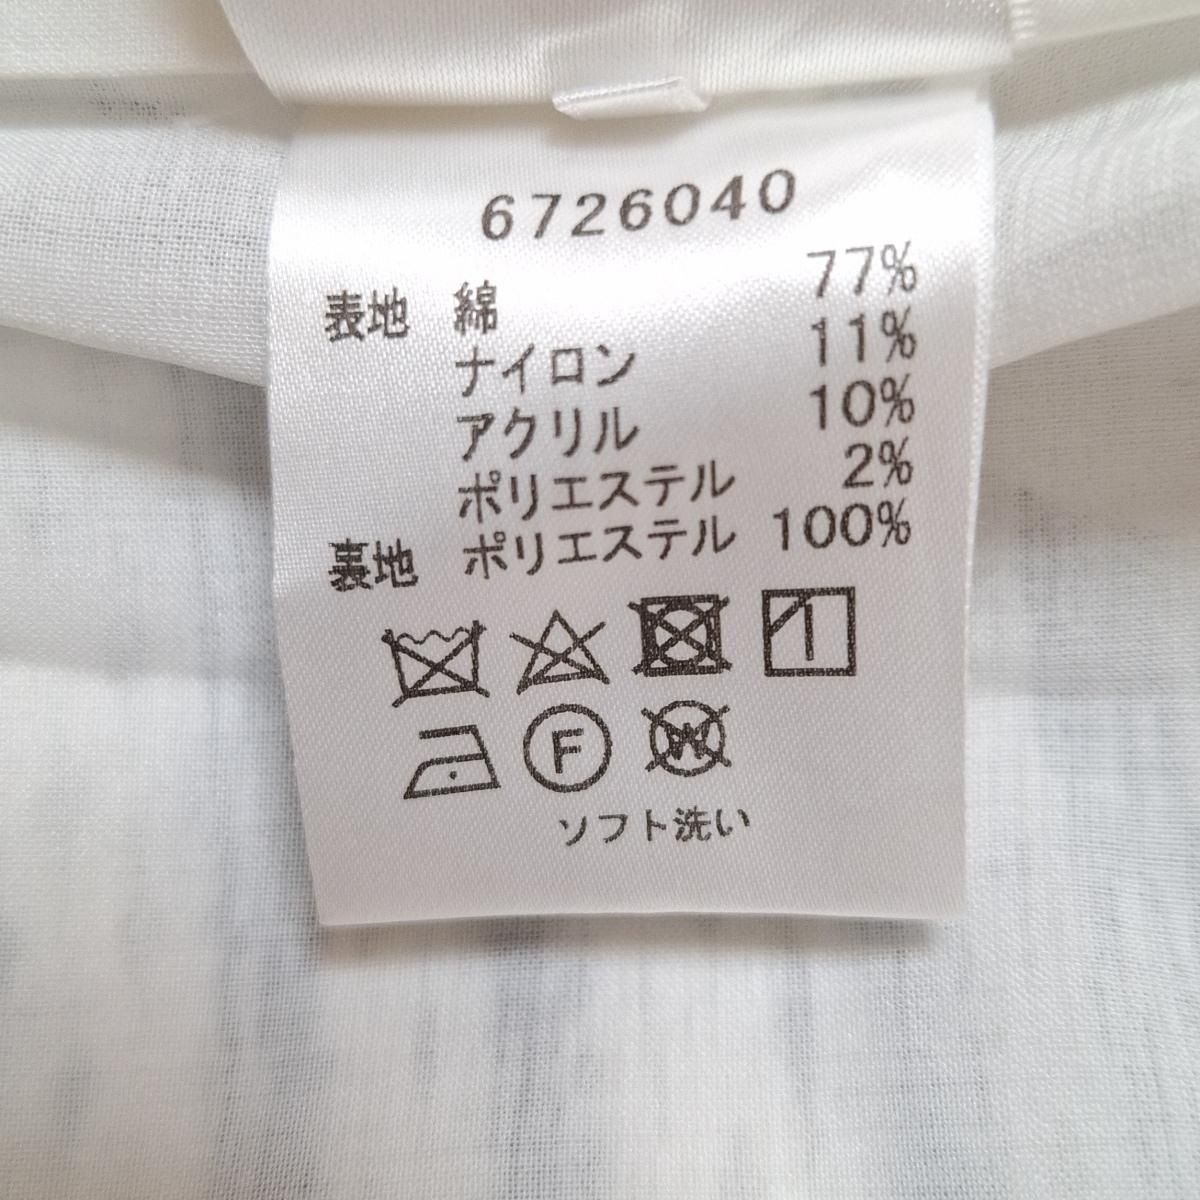 6726040
表地 綿 77%
ナイロン 11%
アクリル 10%
ポリエステル 2%
裏地 ポリエステル 100%
F W
ソフト洗い